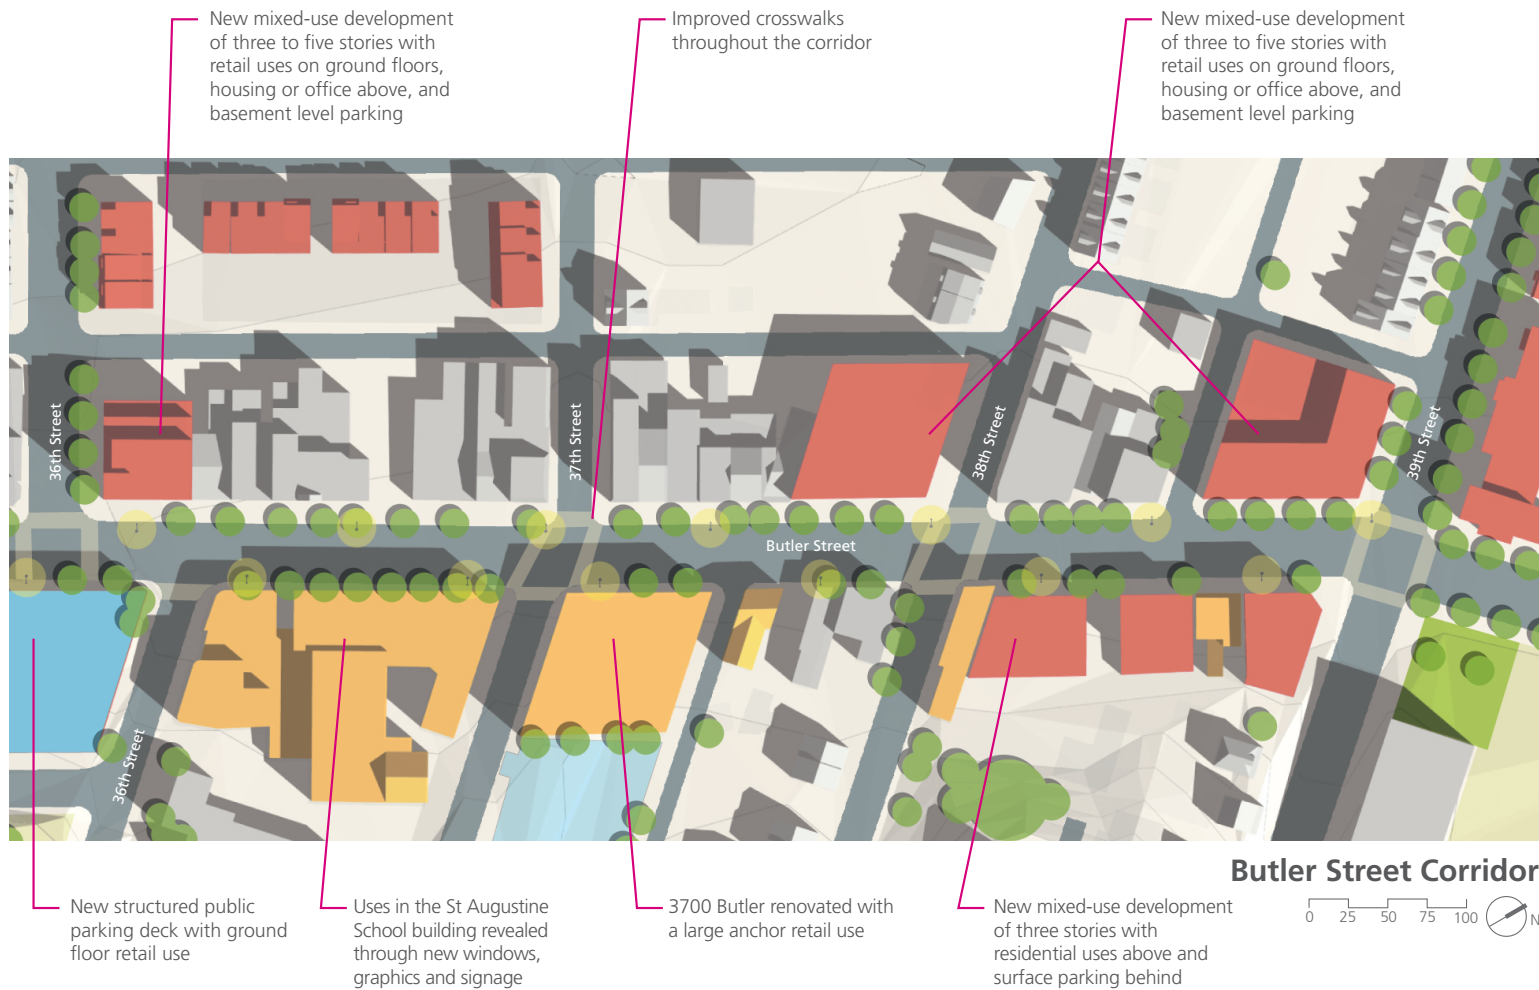 New mixed-use development
of three to five stories with
retail uses on ground floors,
housing or office above, and
basement level parking
Improved crosswalks
throughout the corridor
New mixed-use development
of three to five stories with
retail uses on ground floors,
housing or office above, and
basement level parking
36th Street
37th Street
38th Street
39th Street
Butler Street
36th Street
Butler Street Corridor
0 25 50 75 100 N
New structured public
parking deck with ground
floor retail use
Uses in the St Augustine
School building revealed
through new windows,
graphics and signage
3700 Butler renovated with
a large anchor retail use
New mixed-use development
of three stories with
residential uses above and
surface parking behind